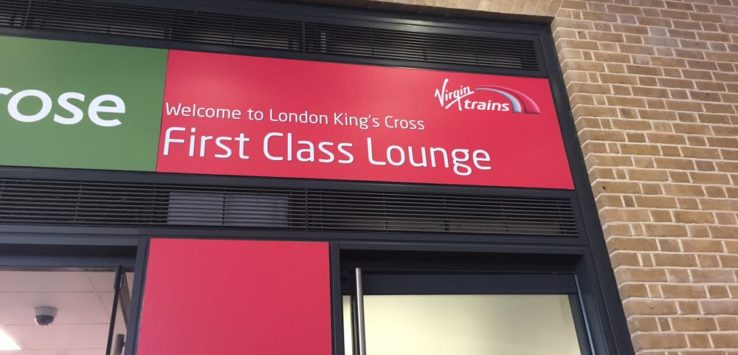 rose
Welcome to London King's Cross
First Class Lounge
Virgin trains